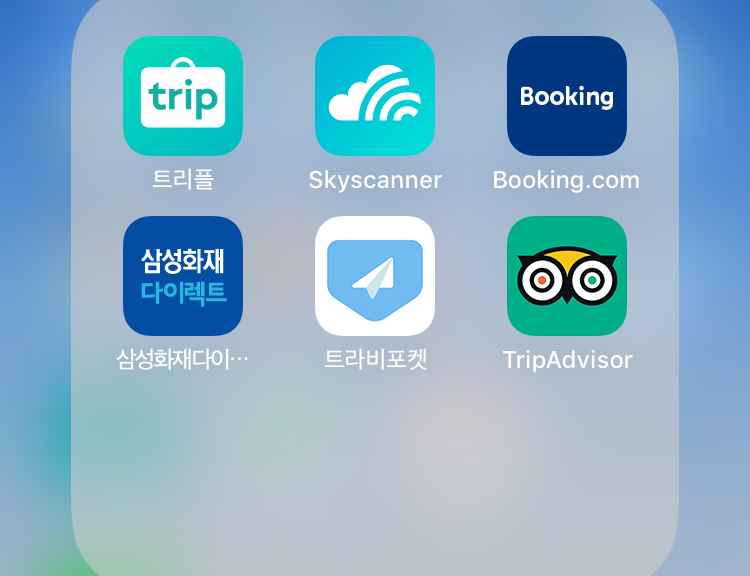 trip
Booking
트리플
Skyscanner
Booking.com
삼성화재
다이렉트
삼성화재다이…
트라비포켓
TripAdvisor